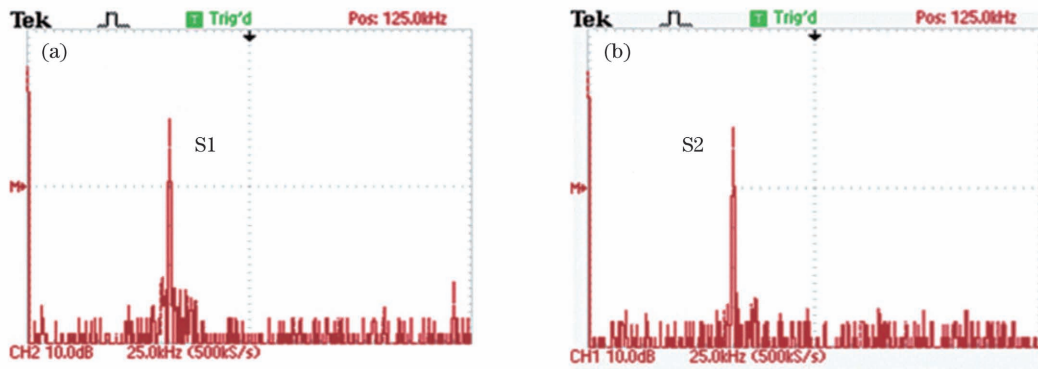 Tek T Trig'd Pos: 125.0kHz
(a)
S1
M
CH2 10.0dB 25.0kHz (500kS/s)
Tek T Trig'd Pos: 125.0kHz
(b)
S2
M
CH1 10.0dB 25.0kHz (500kS/s)